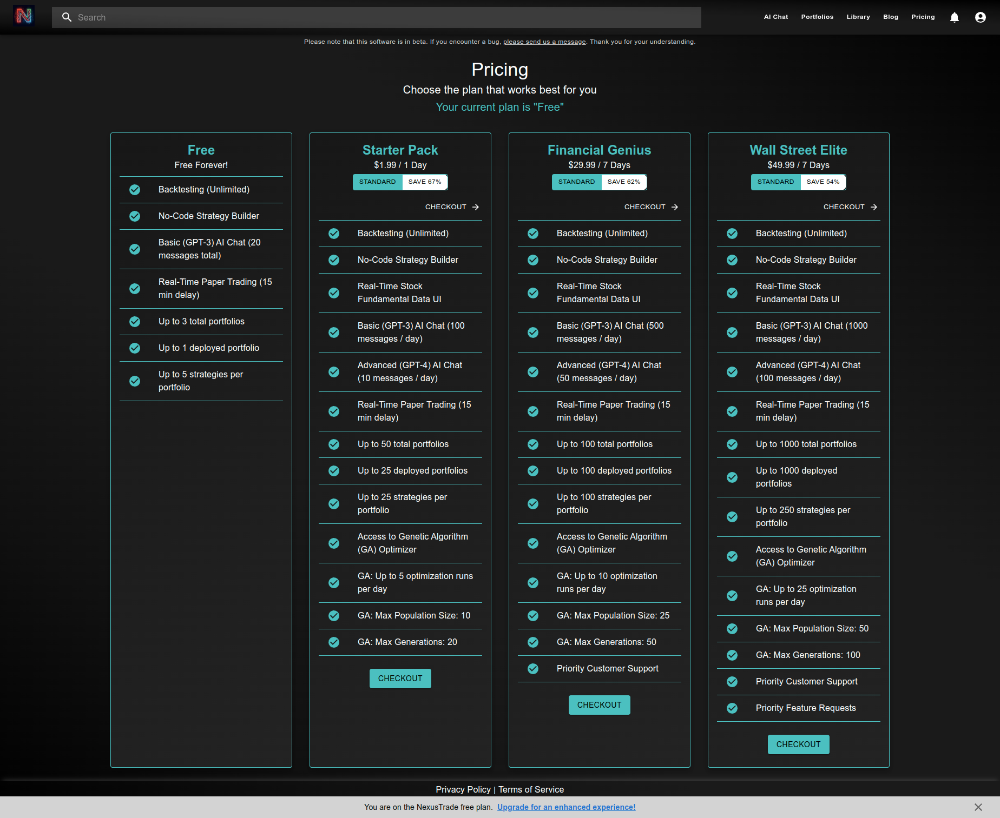 N
Search
AI Chat
Portfolios
Library
Blog
Pricing
Please note that this software is in beta. If you encounter a bug, please send us a message. Thank you for your understanding.
Pricing
Choose the plan that works best for you
Your current plan is "Free"
Free
Free Forever!
Backtesting (Unlimited)
No-Code Strategy Builder
Basic (GPT-3) AI Chat (20
messages total)
Real-Time Paper Trading (15
min delay)
Up to 3 total portfolios
Up to 1 deployed portfolio
Up to 5 strategies per
portfolio
Starter Pack
$1.99 / 1 Day
STANDARD
SAVE 67%
CHECKOUT
Backtesting (Unlimited)
No-Code Strategy Builder
Real-Time Stock
Fundamental Data UI
Basic (GPT-3) AI Chat (100
messages / day)
Advanced (GPT-4) AI Chat
(10 messages / day)
Real-Time Paper Trading (15
min delay)
Up to 50 total portfolios
Up to 25 deployed portfolios
Up to 25 strategies per
portfolio
Access to Genetic Algorithm
(GA) Optimizer
GA: Up to 5 optimization runs
per day
GA: Max Population Size: 10
GA: Max Generations: 20
CHECKOUT
Financial Genius
$29.99 / 7 Days
STANDARD
SAVE 62%
CHECKOUT
Backtesting (Unlimited)
No-Code Strategy Builder
Real-Time Stock
Fundamental Data UI
Basic (GPT-3) AI Chat (500
messages / day)
Advanced (GPT-4) AI Chat
(50 messages / day)
Real-Time Paper Trading (15
min delay)
Up to 100 total portfolios
Up to 100 deployed portfolios
Up to 100 strategies per
portfolio
Access to Genetic Algorithm
(GA) Optimizer
GA: Up to 10 optimization
runs per day
GA: Max Population Size: 25
GA: Max Generations: 50
Priority Customer Support
CHECKOUT
Wall Street Elite
$49.99 / 7 Days
STANDARD
SAVE 54%
CHECKOUT
Backtesting (Unlimited)
No-Code Strategy Builder
Real-Time Stock
Fundamental Data UI
Basic (GPT-3) AI Chat (1000
messages / day)
Advanced (GPT-4) AI Chat
(100 messages / day)
Real-Time Paper Trading (15
min delay)
Up to 1000 total portfolios
Up to 1000 deployed
portfolios
Up to 250 strategies per
portfolio
Access to Genetic Algorithm
(GA) Optimizer
GA: Up to 25 optimization
runs per day
GA: Max Population Size: 50
GA: Max Generations: 100
Priority Customer Support
Priority Feature Requests
CHECKOUT
Privacy Policy | Terms of Service
You are on the NexusTrade free plan. Upgrade for an enhanced experience!